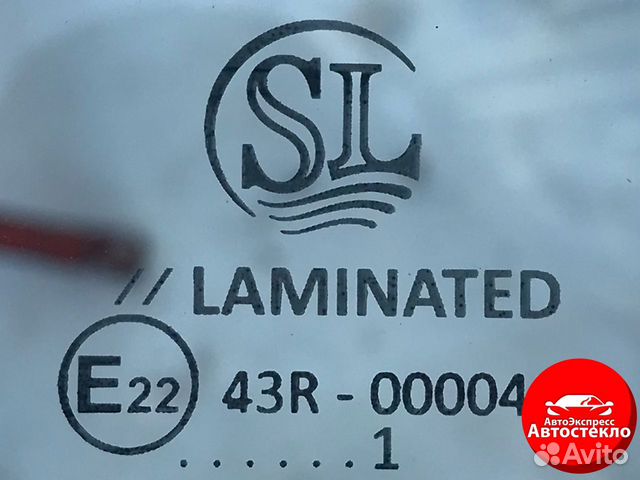 SL
// LAMINATED
E22 43R - 00004
......1
АвтоЭкспресс
Автостекло
Avito